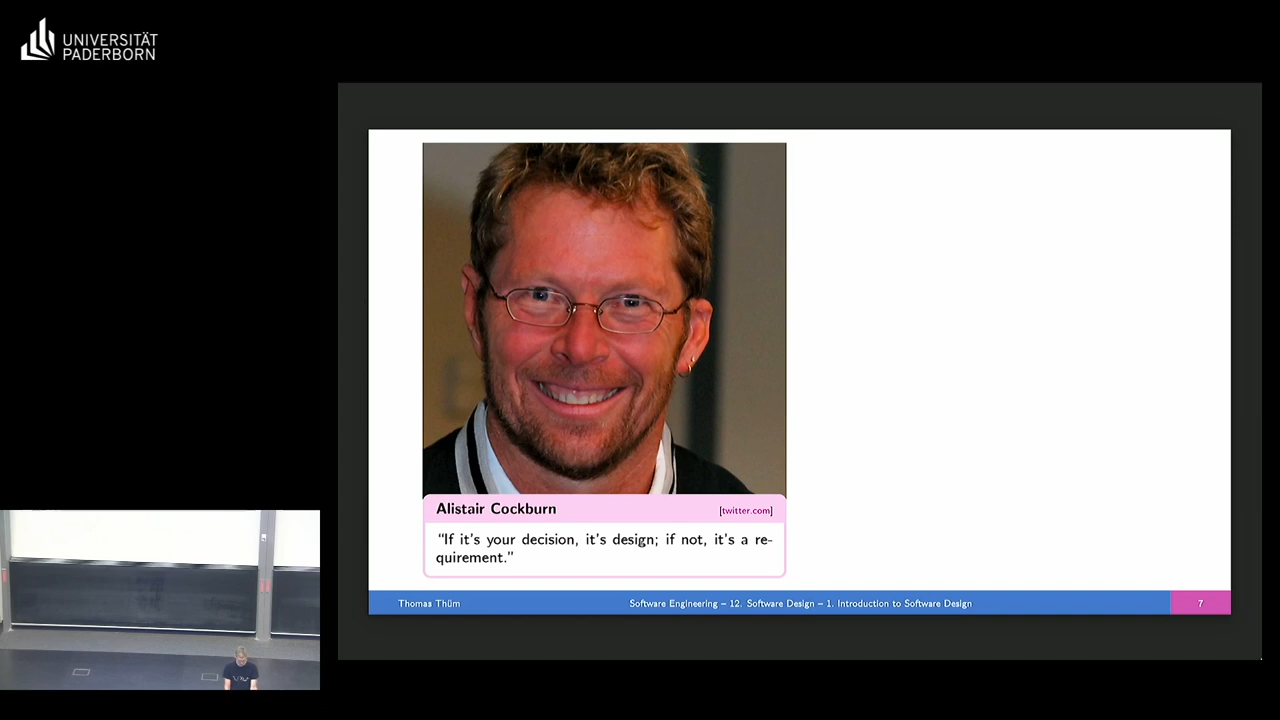 UNIVERSITÄT
PADERBORN
Alistair Cockburn [twitter.com]
“If it's your decision, it's design; if not, it's a re-
quirement.”
Thomas Thüm Software Engineering – 12. Software Design – 1. Introduction to Software Design 7